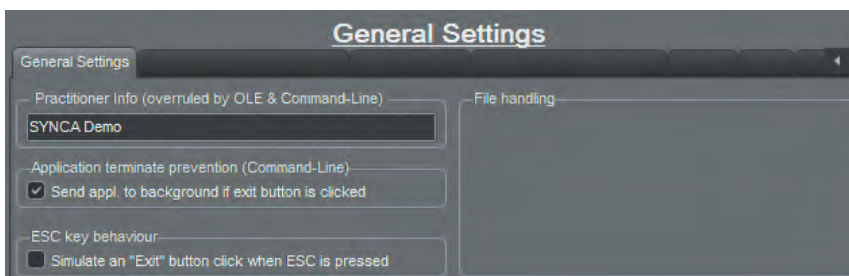 General Settings
General Settings
Practitioner Info (overruled by OLE & Command-Line)
File handling
SYNCA Demo
Application terminate prevention (Command-Line)
Send appl. to background if exit button is clicked
ESC key behaviour
Simulate an "Exit" button click when ESC is pressed